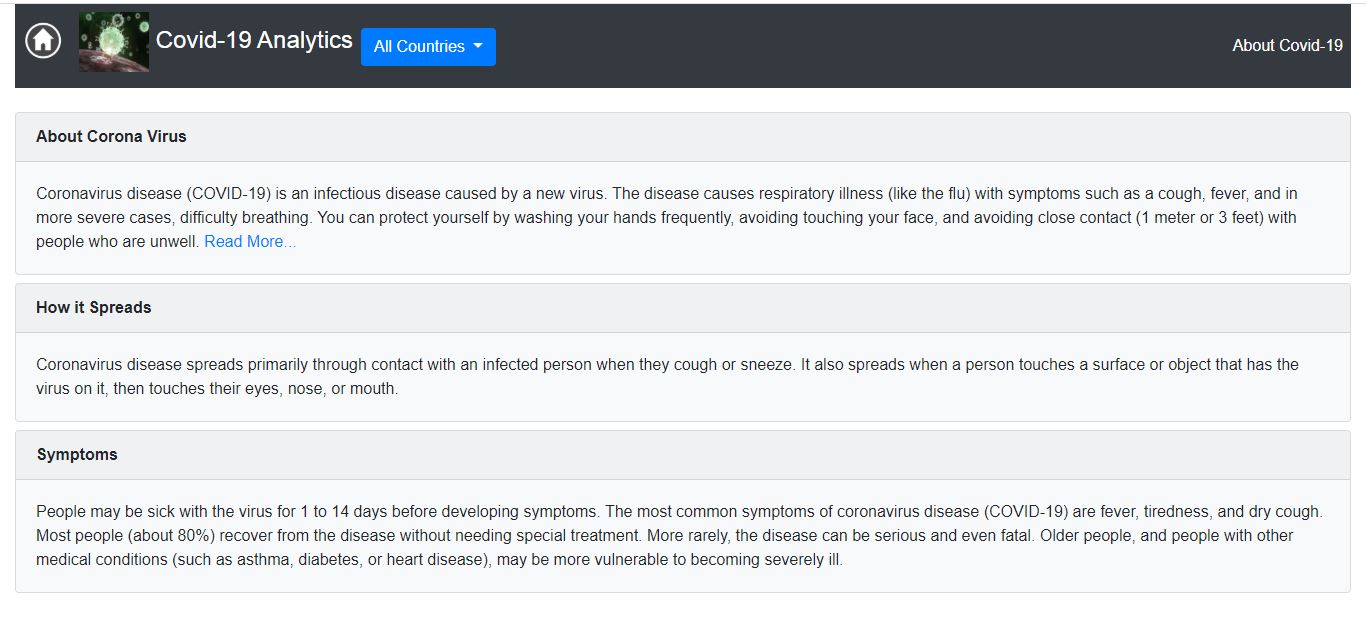 Covid-19 Analytics
All Countries
About Covid-19
About Corona Virus
Coronavirus disease (COVID-19) is an infectious disease caused by a new virus. The disease causes respiratory illness (like the flu) with symptoms such as a cough, fever, and in
more severe cases, difficulty breathing. You can protect yourself by washing your hands frequently, avoiding touching your face, and avoiding close contact (1 meter or 3 feet) with
people who are unwell. Read More...
How it Spreads
Coronavirus disease spreads primarily through contact with an infected person when they cough or sneeze. It also spreads when a person touches a surface or object that has the
virus on it, then touches their eyes, nose, or mouth.
Symptoms
People may be sick with the virus for 1 to 14 days before developing symptoms. The most common symptoms of coronavirus disease (COVID-19) are fever, tiredness, and dry cough.
Most people (about 80%) recover from the disease without needing special treatment. More rarely, the disease can be serious and even fatal. Older people, and people with other
medical conditions (such as asthma, diabetes, or heart disease), may be more vulnerable to becoming severely ill.